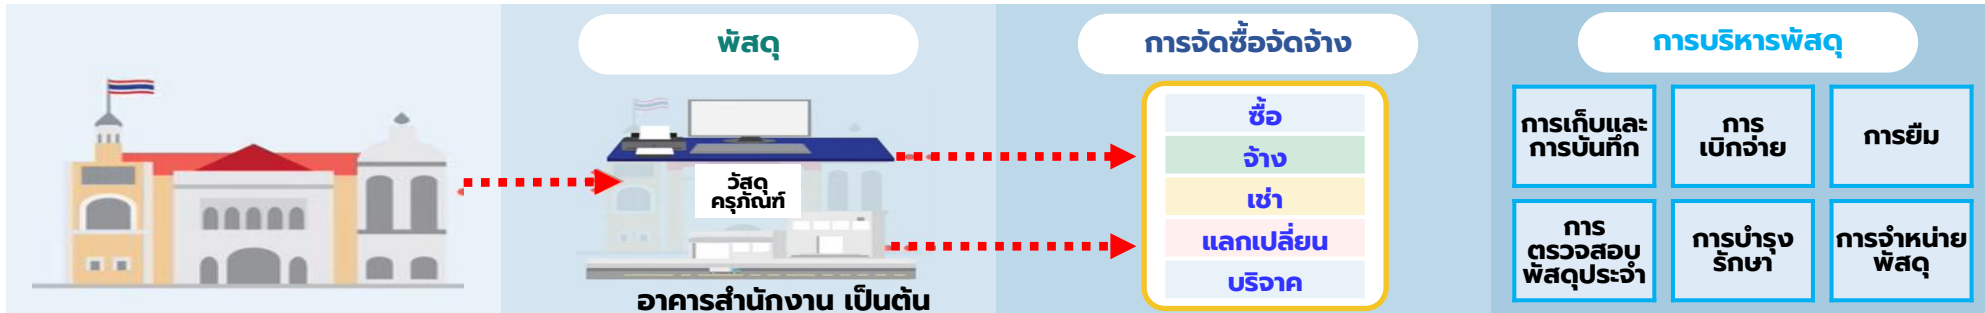 พัสดุ
วัสดุ
ครุภัณฑ์
อาคารสำนักงาน เป็นต้น
การจัดซื้อจัดจ้าง
ซื้อ
จ้าง
เช่า
แลกเปลี่ยน
บริจาค
การบริหารพัสดุ
การเก็บและ
การบันทึก
การ
เบิกจ่าย
การยืม
การ
ตรวจสอบ
พัสดุประจำ
การบำรุง
รักษา
การจำหน่าย
พัสดุ